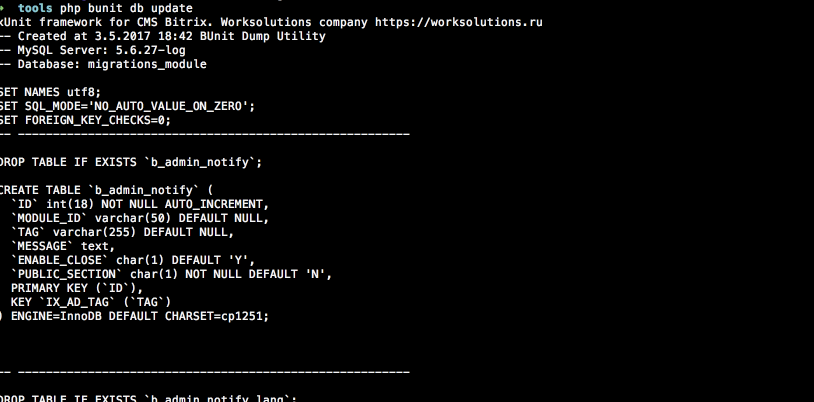 ➜ tools php bunit db update
xUnit framework for CMS Bitrix. Worksolutions company https://worksolutions.ru
-- Created at 3.5.2017 18:42 BUnit Dump Utility
-- MySQL Server: 5.6.27-log
-- Database: migrations_module
SET NAMES utf8;
SET SQL_MODE='NO_AUTO_VALUE_ON_ZERO';
SET FOREIGN_KEY_CHECKS=0;
-- --------------------------------------------------------
DROP TABLE IF EXISTS `b_admin_notify`;
CREATE TABLE `b_admin_notify` (
`ID` int(18) NOT NULL AUTO_INCREMENT,
`MODULE_ID` varchar(50) DEFAULT NULL,
`TAG` varchar(255) DEFAULT NULL,
`MESSAGE` text,
`ENABLE_CLOSE` char(1) DEFAULT 'Y',
`PUBLIC_SECTION` char(1) NOT NULL DEFAULT 'N',
PRIMARY KEY (`ID`),
KEY `IX_AD_TAG` (`TAG`)
) ENGINE=InnoDB DEFAULT CHARSET=cp1251;
-- --------------------------------------------------------
DROP TABLE IF EXISTS `b_admin_notify_lang`;